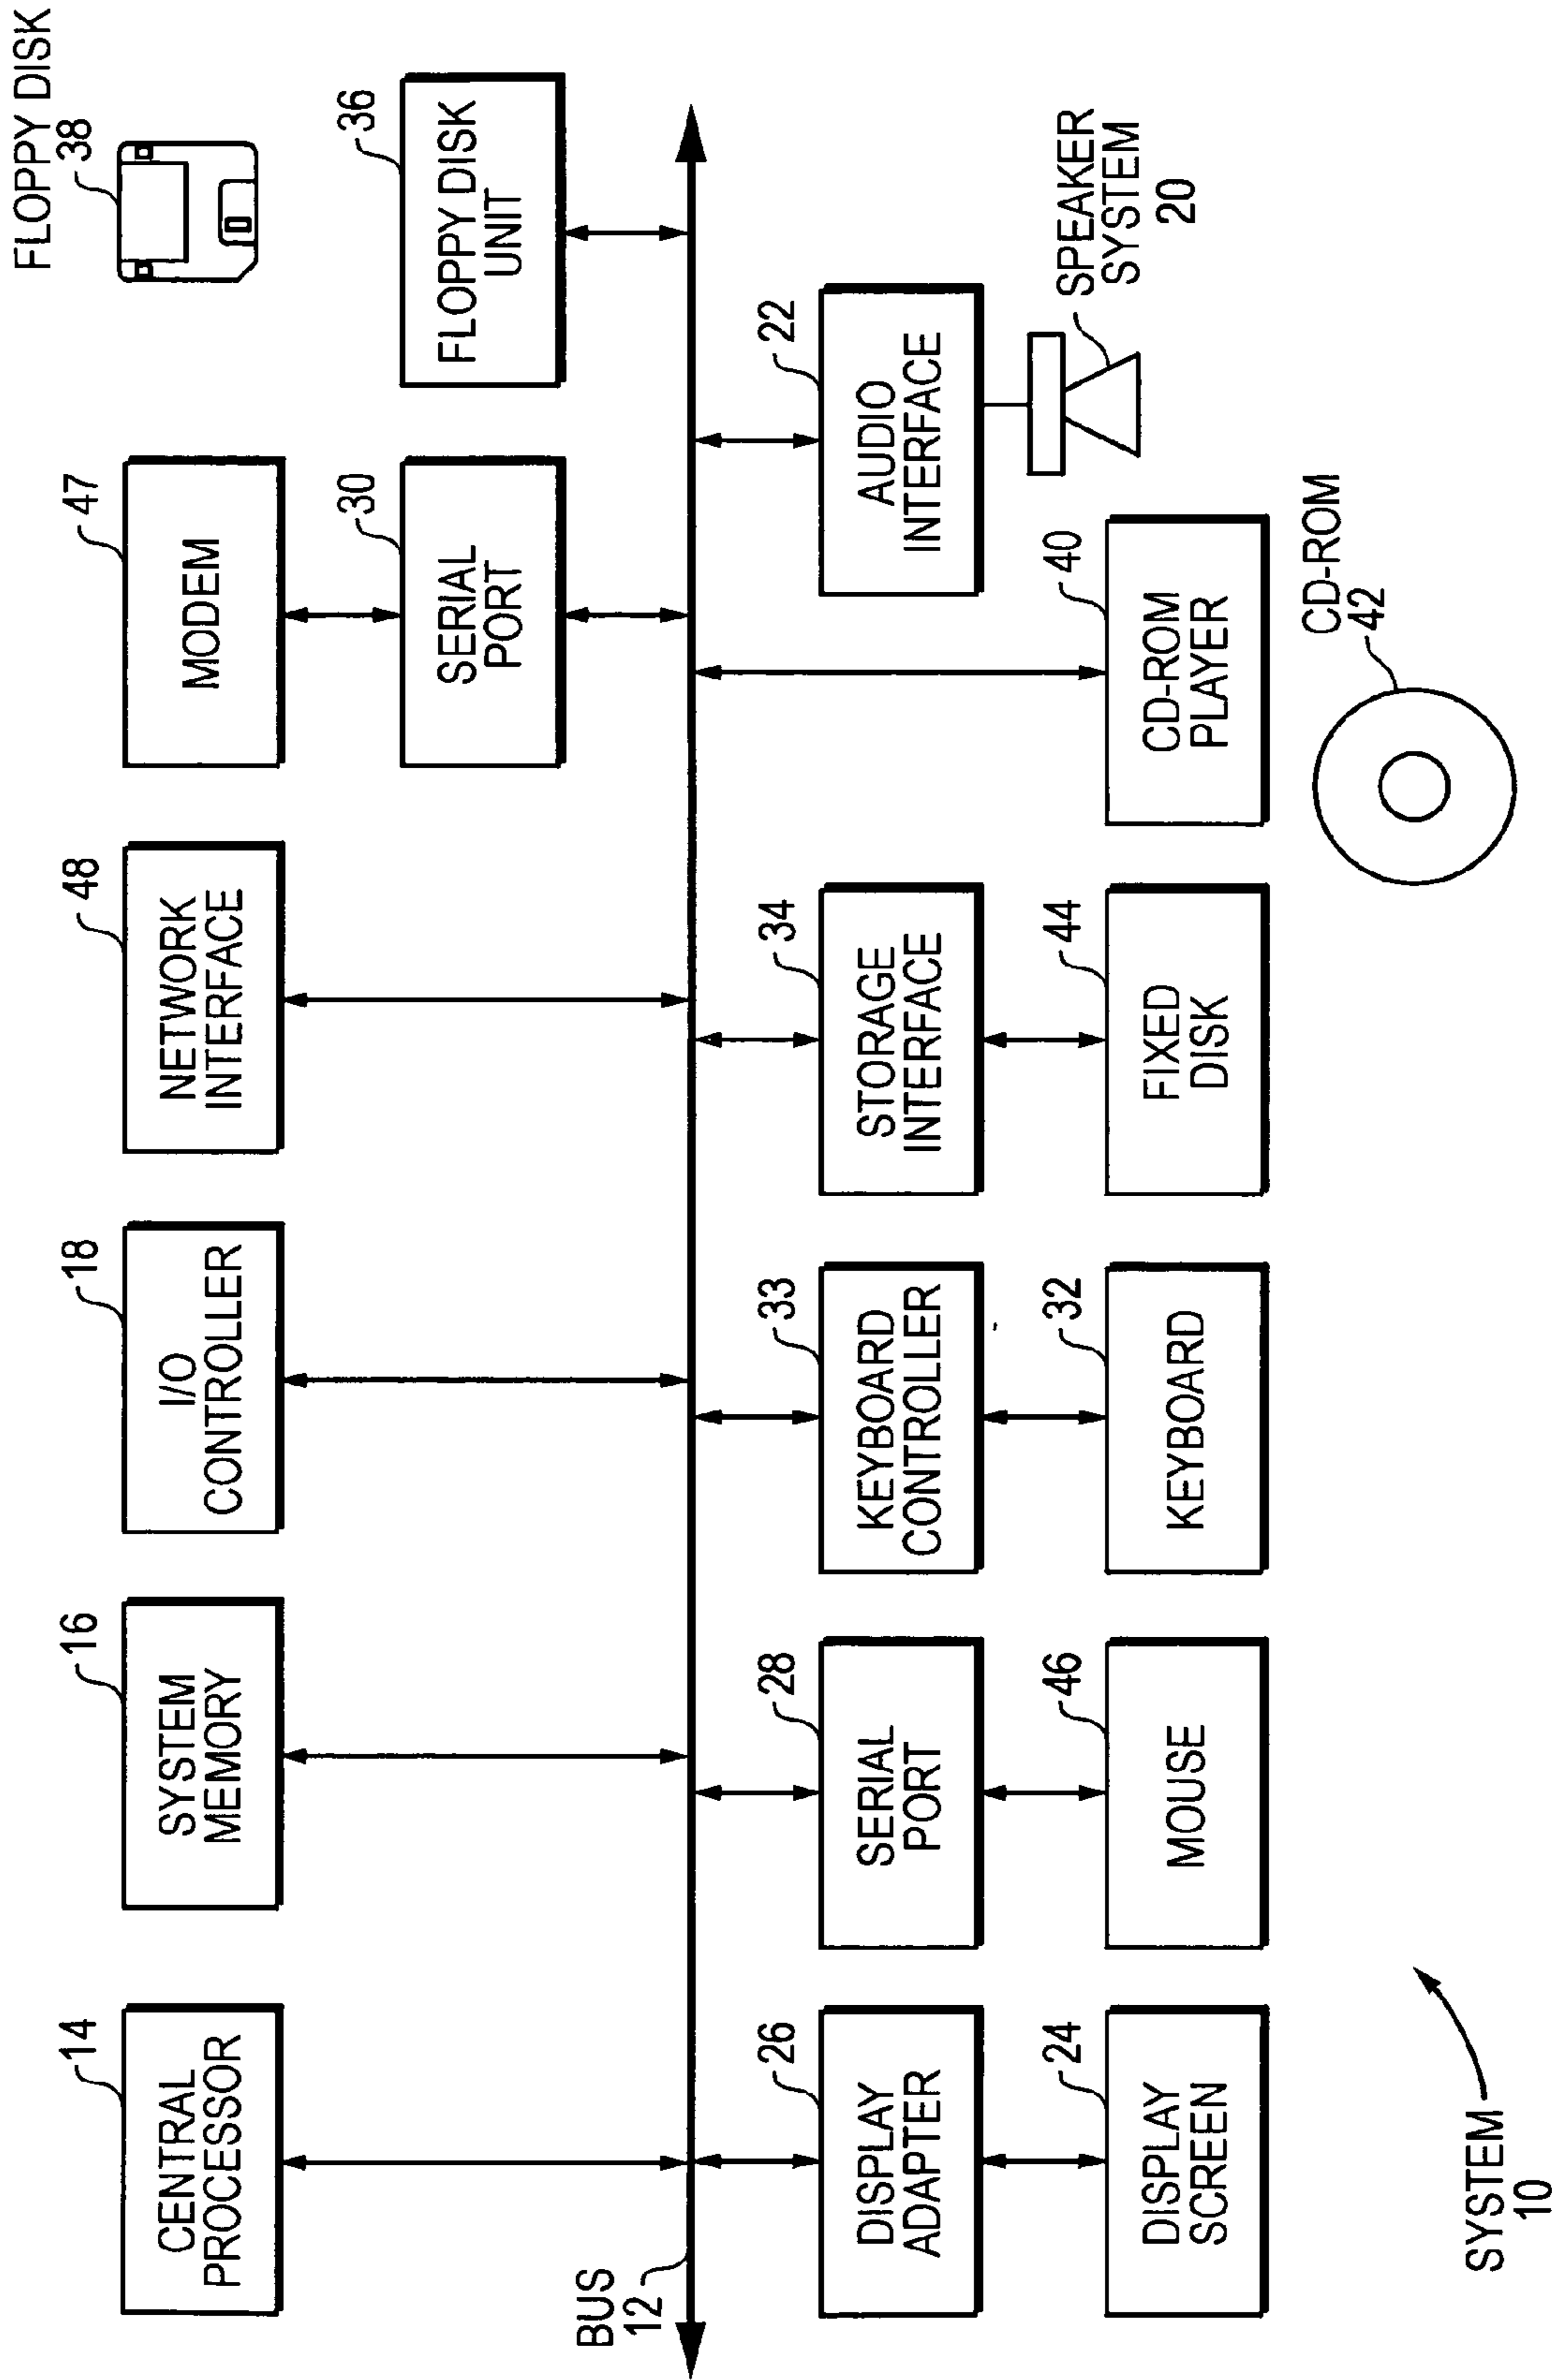 14
CENTRAL
PROCESSOR
16
SYSTEM
MEMORY
18
I/O
CONTROLLER
48
NETWORK
INTERFACE
47
MODEM
FLOPPY DISK
38
30
SERIAL
PORT
36
FLOPPY DISK
UNIT
BUS
12
26
DISPLAY
ADAPTER
28
SERIAL
PORT
33
KEYBOARD
CONTROLLER
34
STORAGE
INTERFACE
22
AUDIO
INTERFACE
24
DISPLAY
SCREEN
46
MOUSE
32
KEYBOARD
44
FIXED
DISK
40
CD-ROM
PLAYER
SPEAKER
SYSTEM
20
CD-ROM
42
SYSTEM
10